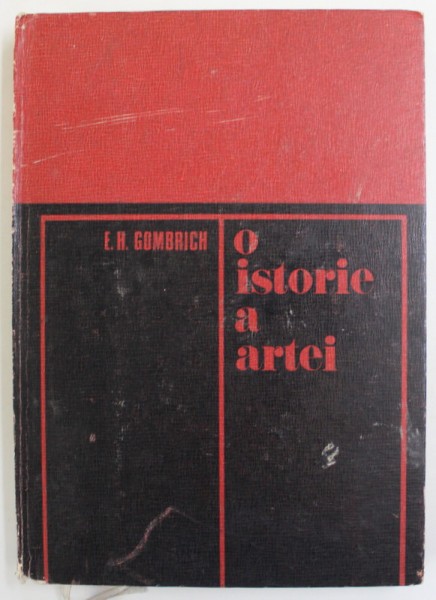 E.H. GOMBRICH
o
istorie
a
artei